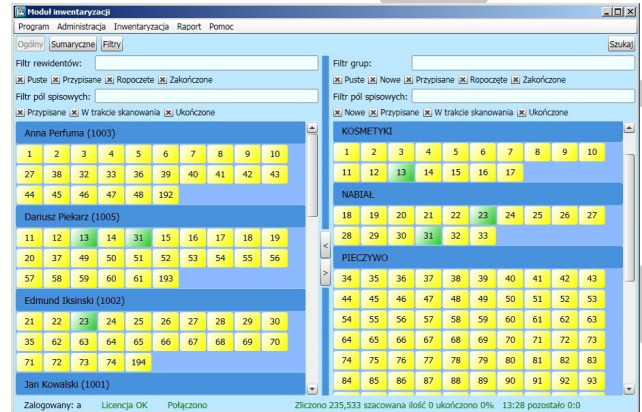 Moduł inwentaryzacji
Program Administracja Inwentaryzacja Raport Pomoc
Ogólny Sumaryczne Filtry Szukaj
Filtr rewidentów:
Puste Przypisane Ropoczete Zakończone
Filtr pól spisowych:
Przypisane W trakcie skanowania Ukończone
Anna Perfuma (1003)
1 2 3 4 5 6 7 8 9 10
27 38 32 33 36 39 40 41 42 43
44 45 46 47 48 192
Dariusz Piekarz (1005)
11 12 13 14 31 15 16 17 18 19
20 37 49 50 51 52 53 54 55 56
57 58 59 60 61 193
Edmund Iksinski (1002)
21 22 23 24 25 26 27 28 29 30
35 62 63 64 65 66 67 68 69 70
71 72 73 74 194
Jan Kowalski (1001)
<
>
Filtr grup:
Puste Nowe Przypisane Ropoczęte Zakończone
Filtr pól spisowych:
Nowe Przypisane W trakcie skanowania Ukończone
KOSMETYKI
1 2 3 4 5 6 7 8 9 10
11 12 13 14 15 16 17
NABIAŁ
18 19 20 21 22 23 24 25 26 27
28 29 30 31 32 33
PIECZYWO
34 35 36 37 38 39 40 41 42 43
44 45 46 47 48 49 50 51 52 53
54 55 56 57 58 59 60 61 62 63
64 65 66 67 68 69 70 71 72 73
74 75 76 77 78 79 80 81 82 83
84 85 86 87 88 89 90 91 92 93
Zalogowany: a Licencja OK Połączono Zliczono 235,533 szacowana ilość 0 ukończono 0% 13:28 pozostało 0:0